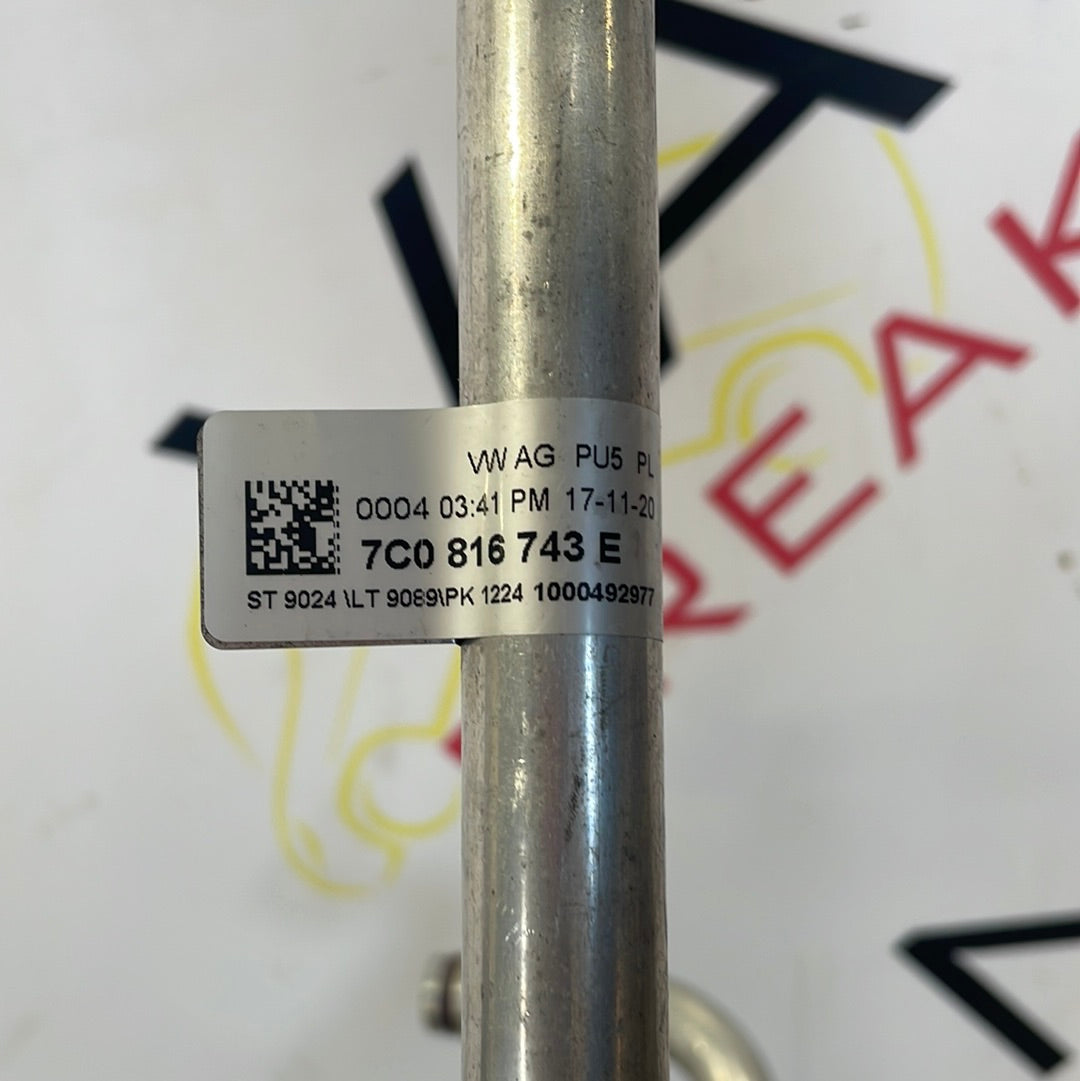 VW AG PU5 PL
0004 03:41 PM 17-11-20
7C0 816 743 E
ST 9024 \LT 9089\PK 1224 1000492977